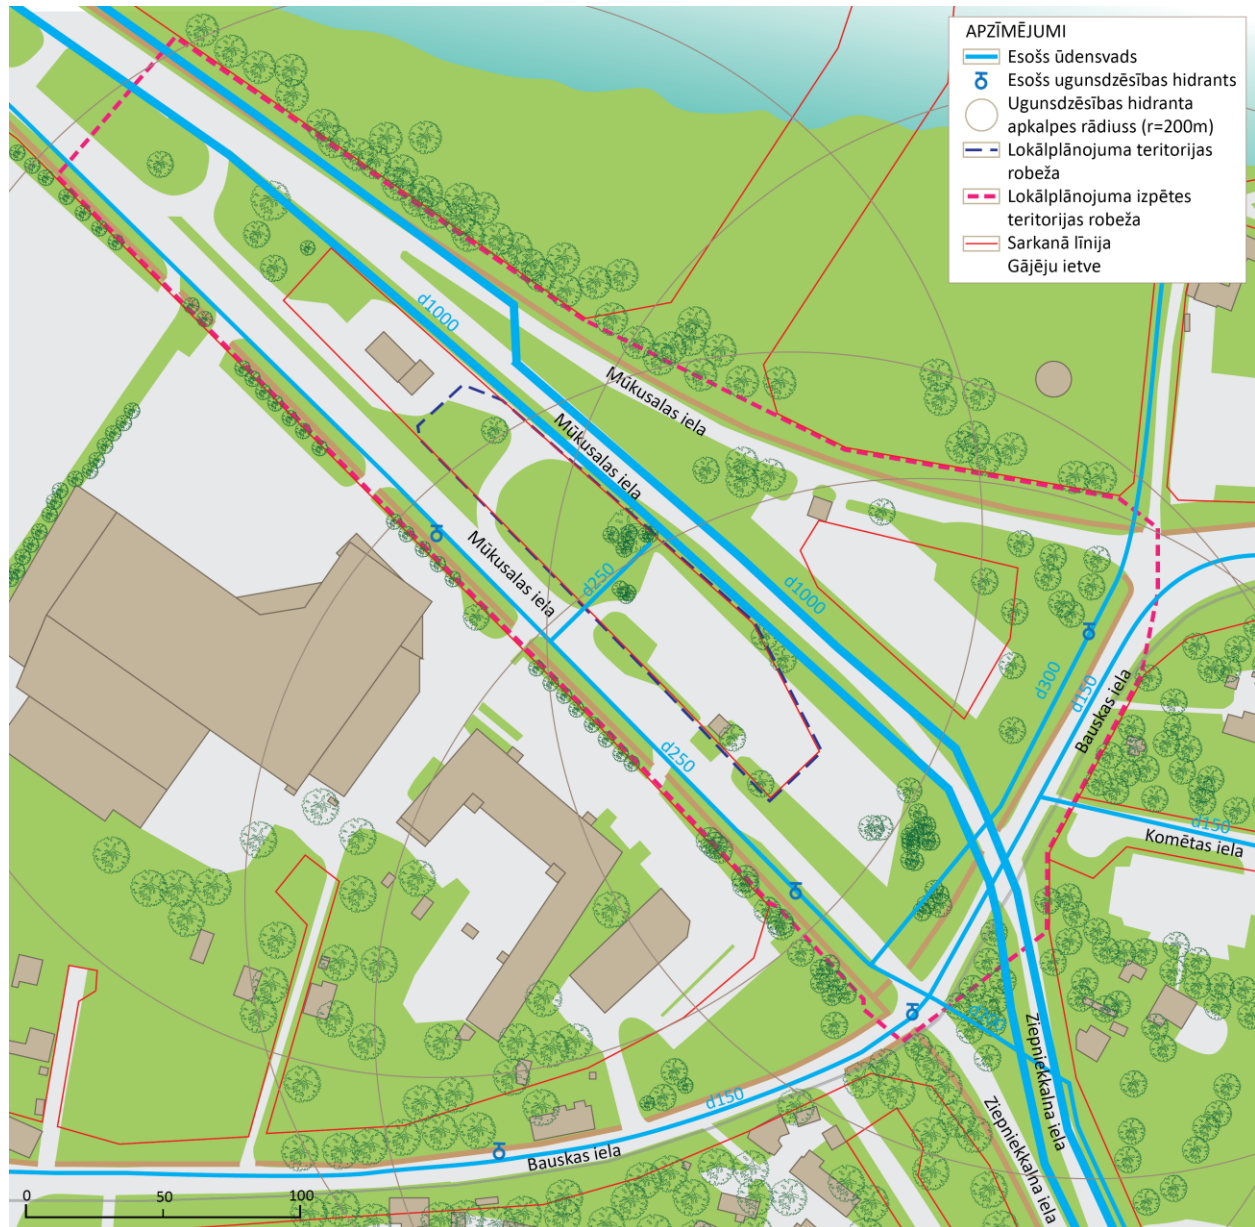 APZĪMĒJUMI
Esošs ūdensvads
Esošs ugunsdzēsības hidrants
Ugunsdzēsības hidranta
apkalpes rādiuss (r=200m)
Lokālplānojuma teritorijas
robeža
Lokālplānojuma izpētes
teritorijas robeža
Sarkanā līnija
Gājēju ietve
d1000
Mūkusalas iela
Mūkusalas iela
Mūkusalas iela
d250
d1000
d300
d150
Bauskas iela
d250
d150
Komētas iela
Ziepniekkalna iela
Ziepniekkalna iela
d150
Bauskas iela
0 50 100